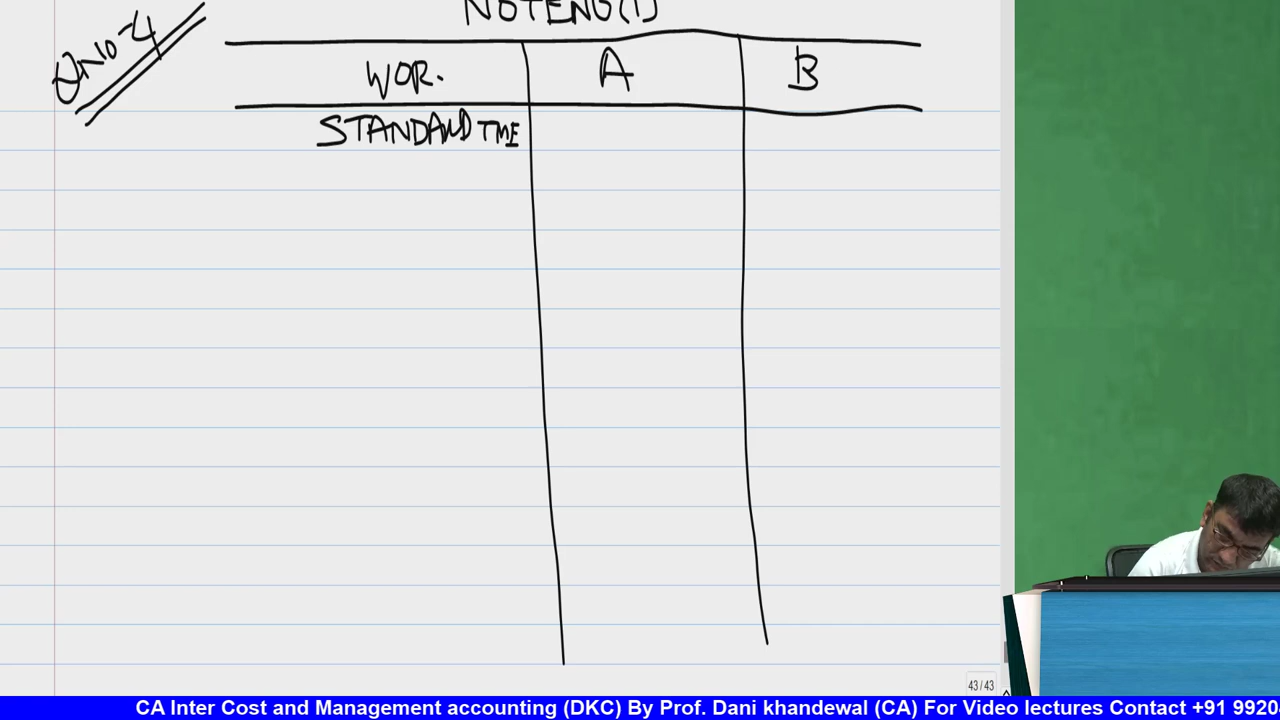 NOTENO(1)
QNO-4
WOR. A B
STANDARD TME
43/43
CA Inter Cost and Management accounting (DKC) By Prof. Dani khandewal (CA) For Video lectures Contact +91 9920